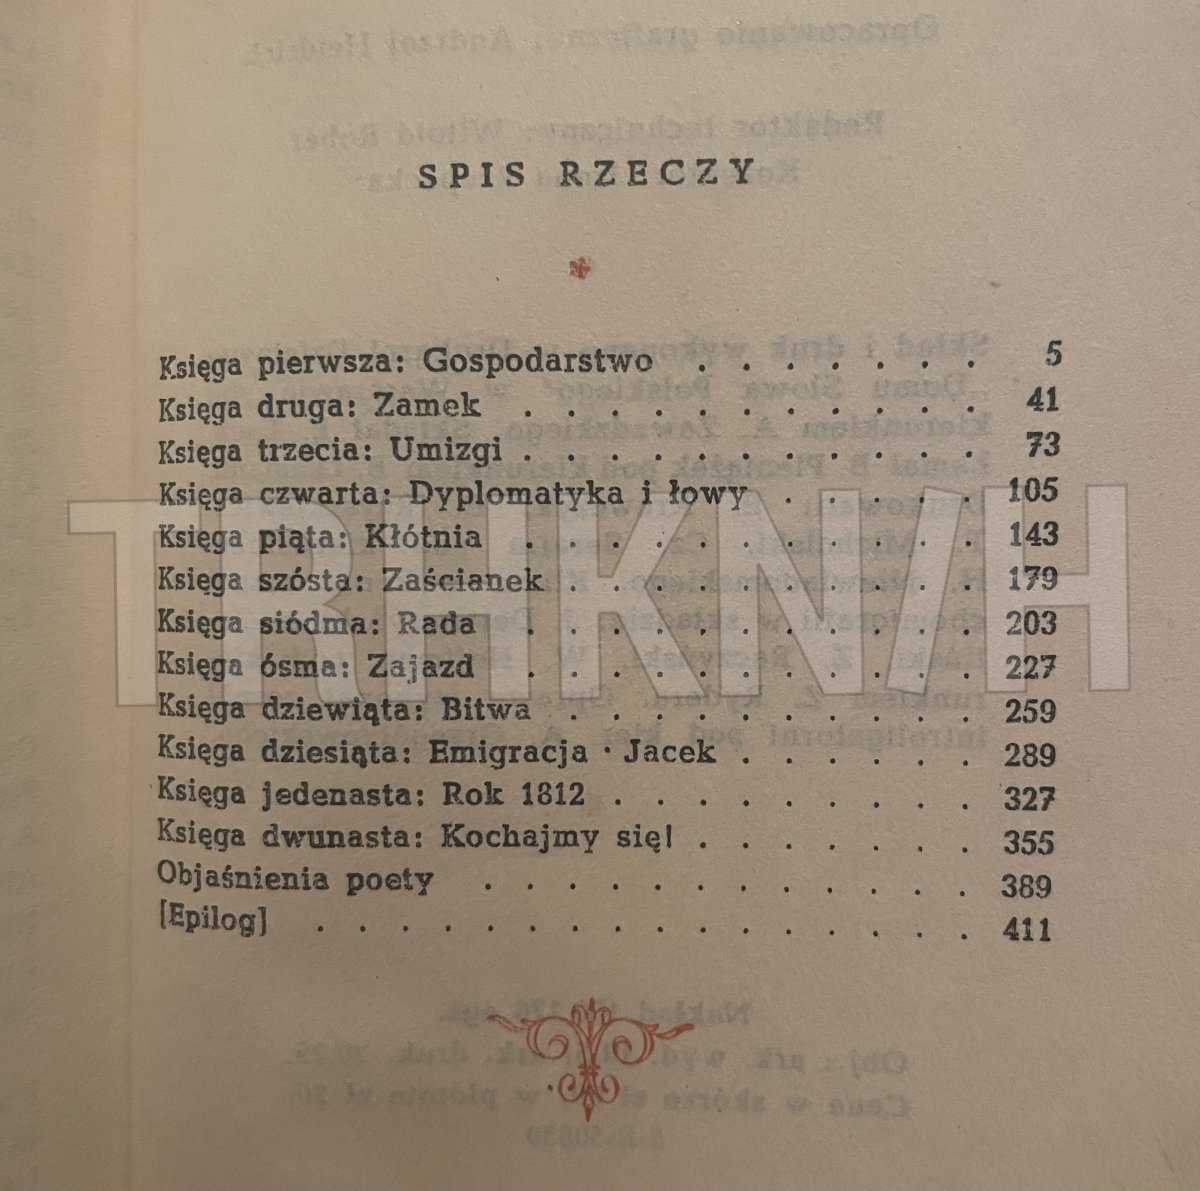 SPIS RZECZY
Księga pierwsza: Gospodarstwo . . . . . . . 5
Księga druga: Zamek . . . . . . . . . . . 41
Księga trzecia: Umizgi . . . . . . . . . . . 73
Księga czwarta: Dyplomatyka i łowy . . . . . 105
Księga piąta: Kłótnia . . . . . . . . . . . 143
Księga szósta: Zaścianek . . . . . . . . . . 179
Księga siódma: Rada . . . . . . . . . . . 203
Księga ósma: Zajazd . . . . . . . . . . . 227
Księga dziewiąta: Bitwa . . . . . . . . . . 259
Księga dziesiąta: Emigracja · Jacek . . . . . . 289
Księga jedenasta: Rok 1812 . . . . . . . . . 327
Księga dwunasta: Kochajmy się! . . . . . . . 355
Objaśnienia poety . . . . . . . . . . . . 389
[Epilog] . . . . . . . . . . . . . . . . 411